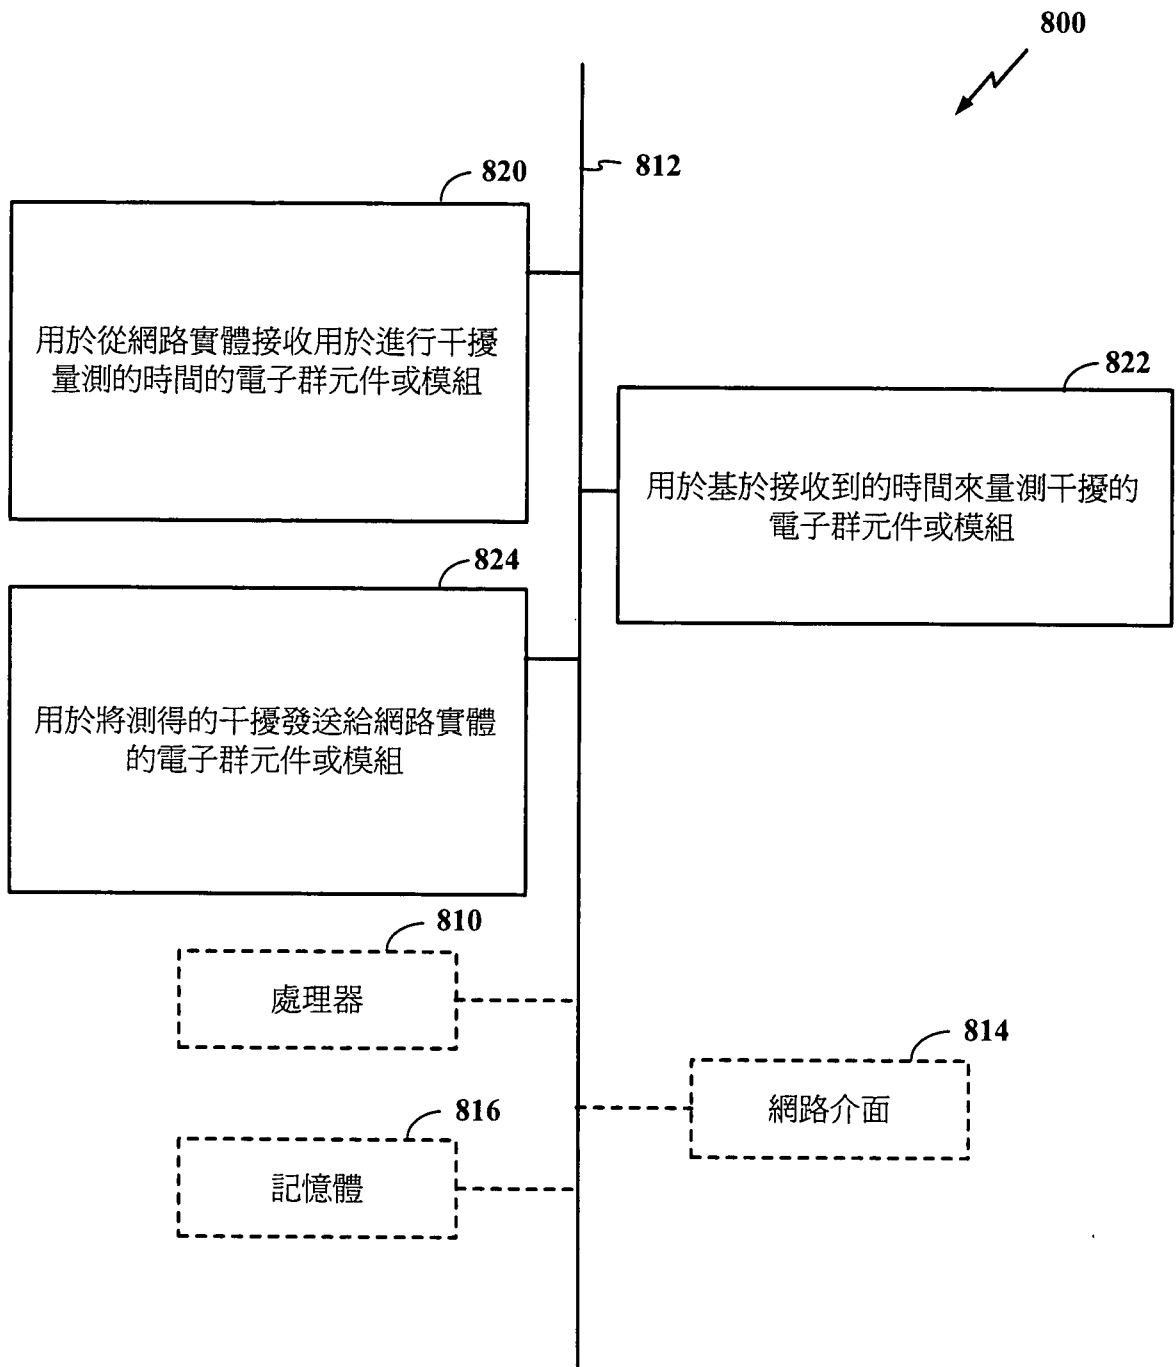 800
812
820
用於從網路實體接收用於進行干擾
量測的時間的電子群元件或模組
822
用於基於接收到的時間來量測干擾的
電子群元件或模組
824
用於將測得的干擾發送給網路實體
的電子群元件或模組
810
處理器
814
網路介面
816
記憶體